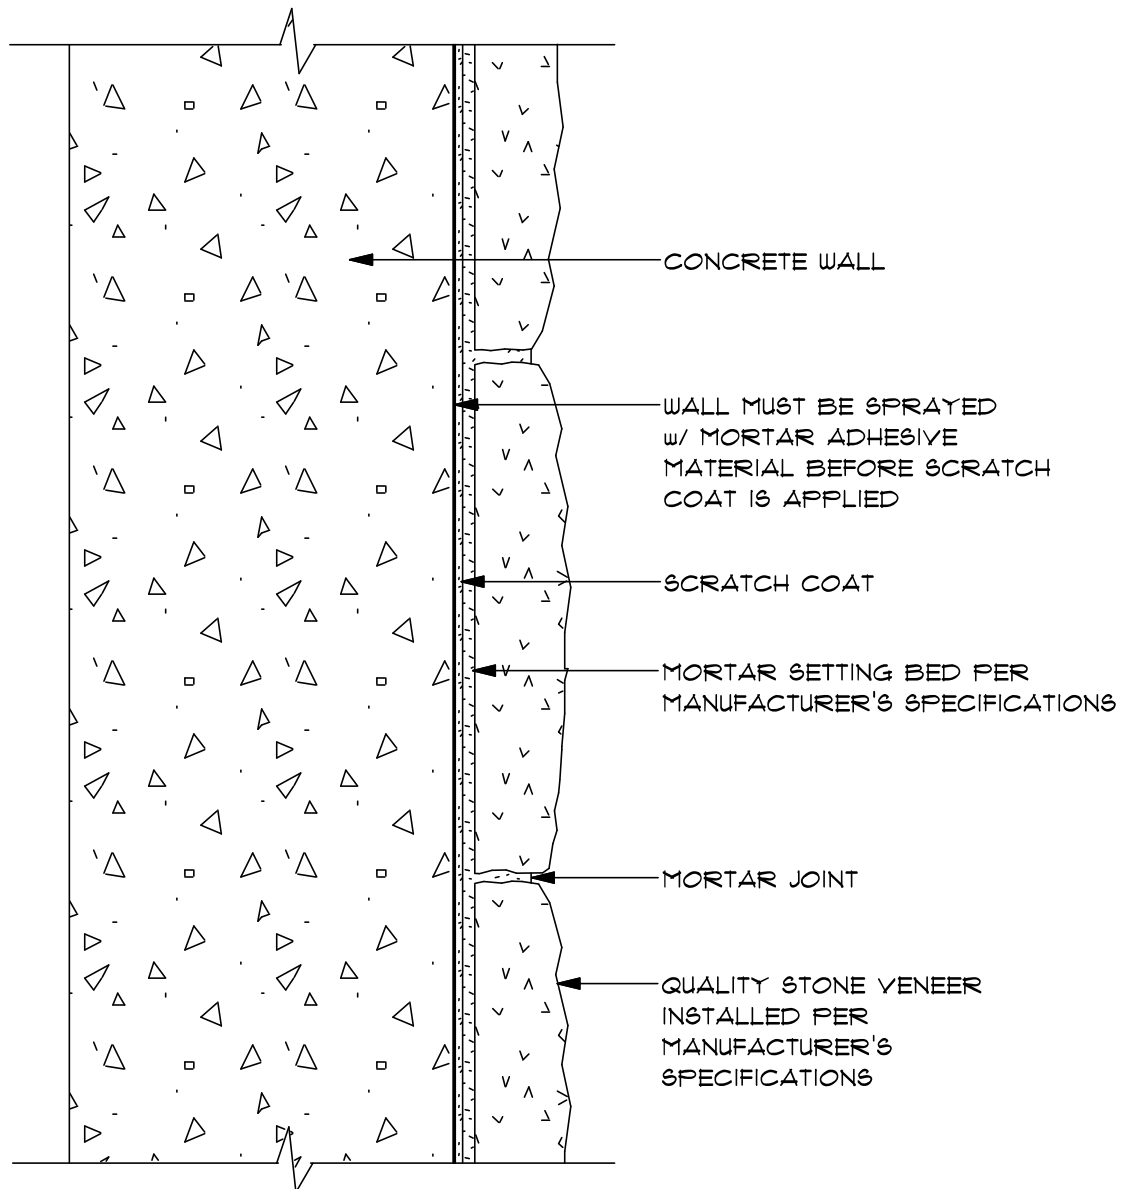 CONCRETE WALL
WALL MUST BE SPRAYED
w/ MORTAR ADHESIVE
MATERIAL BEFORE SCRATCH
COAT IS APPLIED
SCRATCH COAT
MORTAR SETTING BED PER
MANUFACTURER'S SPECIFICATIONS
MORTAR JOINT
QUALITY STONE VENEER
INSTALLED PER
MANUFACTURER'S
SPECIFICATIONS